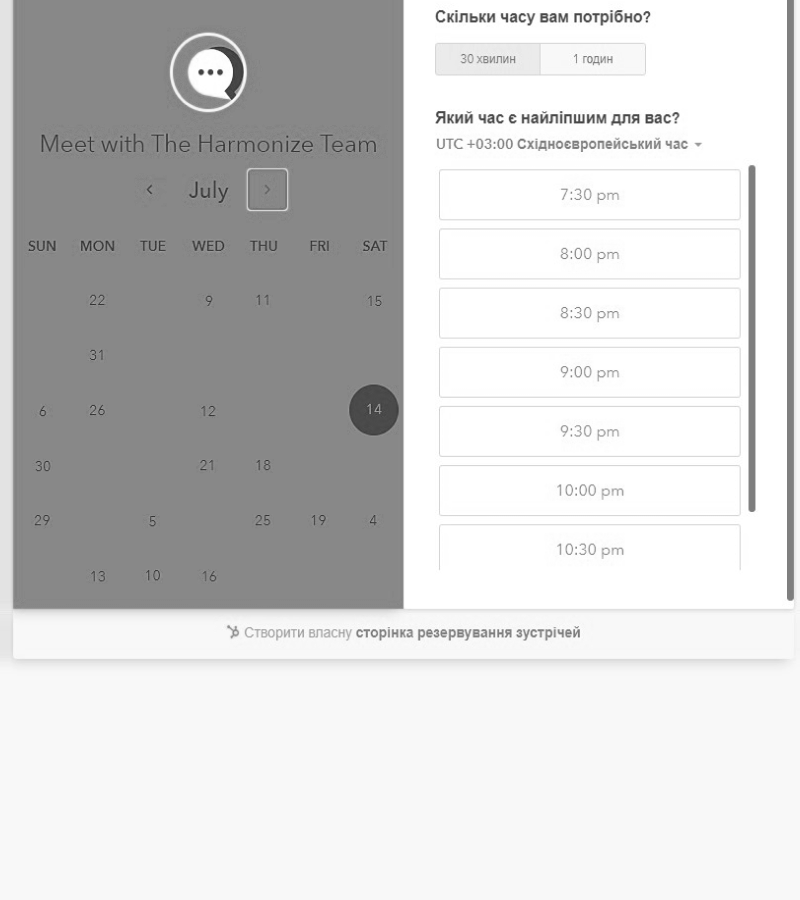 Meet with The Harmonize Team
July
SUN MON TUE WED THU FRI SAT
22 9 11 15
31
6 26 12 14
30 21 18
29 5 25 19 4
13 10 16
Скільки часу вам потрібно?
30 хвилин 1 годин
Який час є найліпшим для вас?
UTC +03:00 Східноєвропейський час
7:30 pm
8:00 pm
8:30 pm
9:00 pm
9:30 pm
10:00 pm
10:30 pm
Створити власну сторінка резервування зустрічей